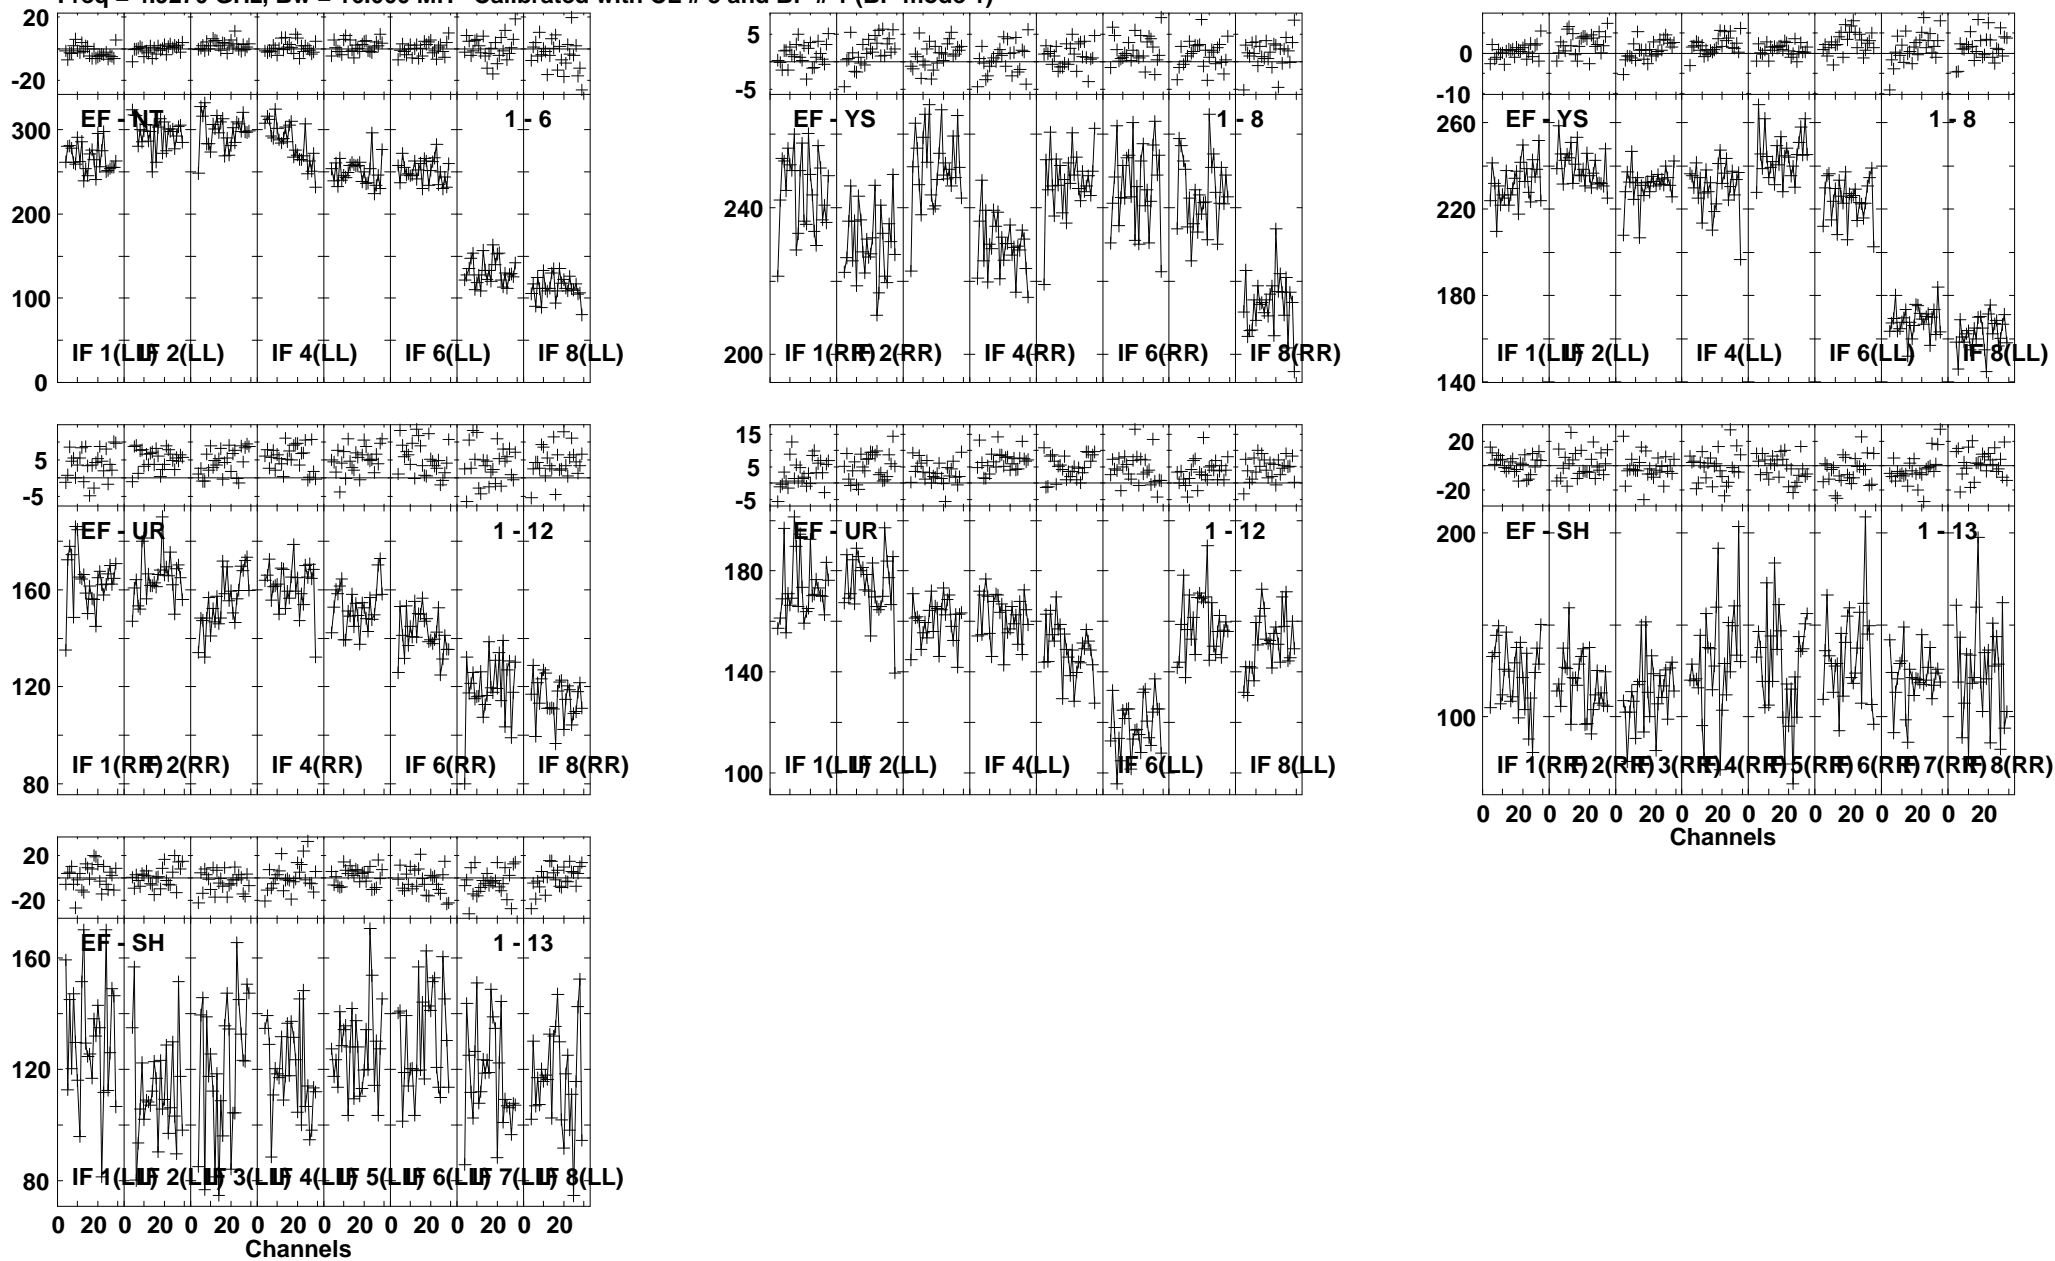 20
-20
300
200
100
0
EF - NT
1 - 6
IF 1(LL)
IF 2(LL)
IF 4(LL)
IF 6(LL)
IF 8(LL)
5
-5
240
200
EF - YS
1 - 8
IF 1(RR)
IF 2(RR)
IF 4(RR)
IF 6(RR)
IF 8(RR)
0
-10
260
220
180
140
EF - YS
1 - 8
IF 1(LL)
IF 2(LL)
IF 4(LL)
IF 6(LL)
IF 8(LL)
5
-5
160
120
80
EF - UR
1 - 12
IF 1(RR)
IF 2(RR)
IF 4(RR)
IF 6(RR)
IF 8(RR)
15
5
-5
180
140
100
EF - UR
1 - 12
IF 1(LL)
IF 2(LL)
IF 4(LL)
IF 6(LL)
IF 8(LL)
20
-20
200
100
EF - SH
1 - 13
IF 1(RR)
IF 2(RR)
IF 3(RR)
IF 4(RR)
IF 5(RR)
IF 6(RR)
IF 7(RR)
IF 8(RR)
0 20 0 20 0 20 0 20 0 20 0 20 0 20 0 20
Channels
20
-20
160
120
80
EF - SH
1 - 13
IF 1(LL)
IF 2(LL)
IF 3(LL)
IF 4(LL)
IF 5(LL)
IF 6(LL)
IF 7(LL)
IF 8(LL)
0 20 0 20 0 20 0 20 0 20 0 20 0 20 0 20
Channels